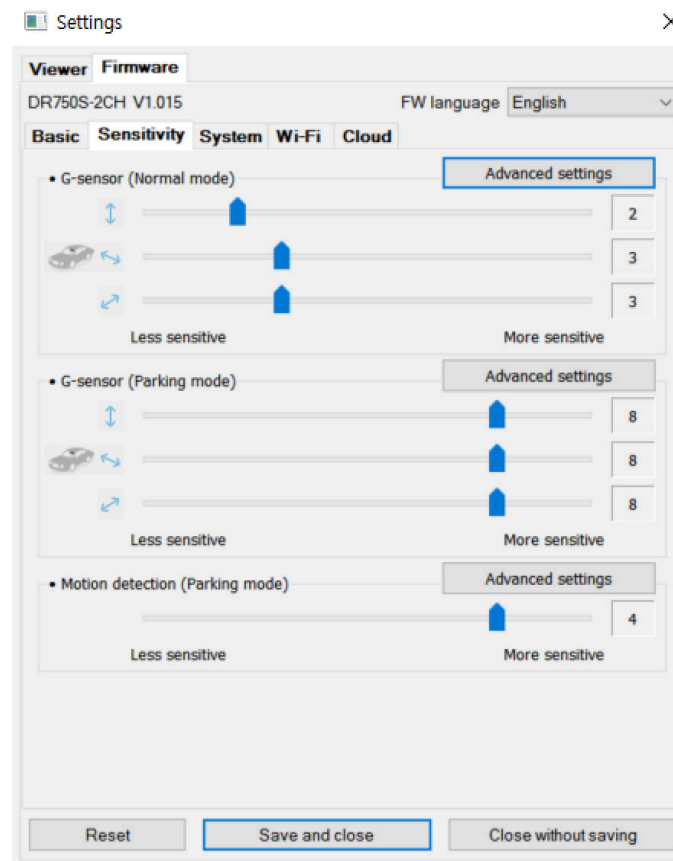 Settings
Viewer Firmware
DR750S-2CH V1.015 FW language English
Basic Sensitivity System Wi-Fi Cloud
• G-sensor (Normal mode) Advanced settings
2
3
3
Less sensitive More sensitive
• G-sensor (Parking mode) Advanced settings
8
8
8
Less sensitive More sensitive
• Motion detection (Parking mode) Advanced settings
4
Less sensitive More sensitive
Reset Save and close Close without saving